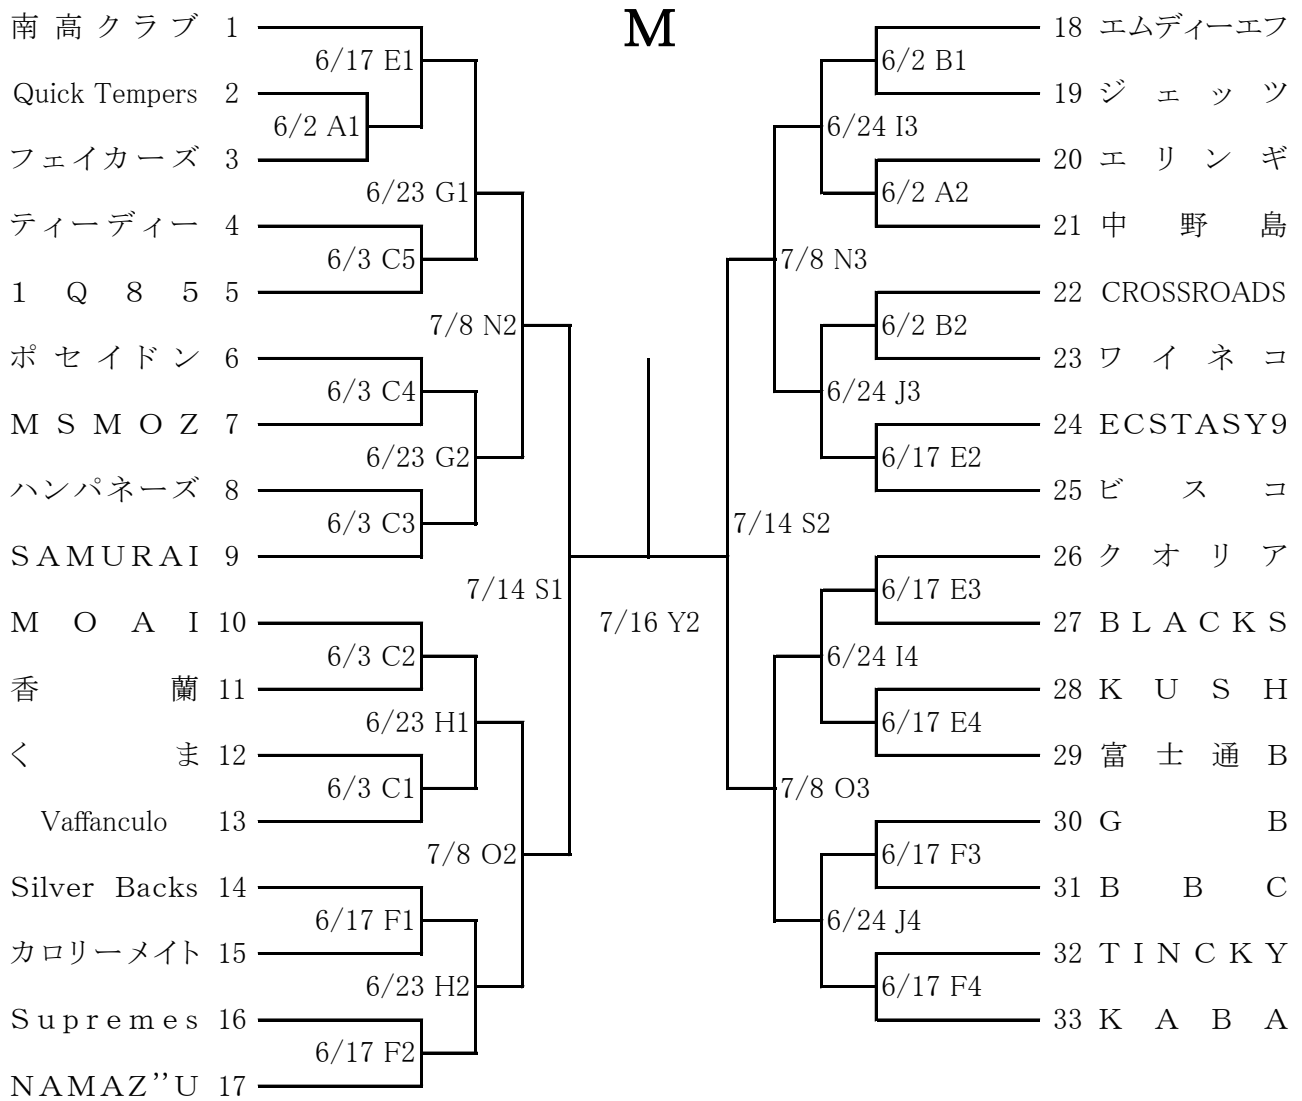 M
南高クラブ 1
6/17 E1
Quick Tempers 2
6/2 A1
フェイカーズ 3
6/23 G1
ティーディー 4
6/3 C5
1Q85 5
7/8 N2
ポセイドン 6
6/3 C4
MSMOZ 7
6/23 G2
ハンパネーズ 8
6/3 C3
SAMURAI 9
7/14 S1
MOAI 10
6/3 C2
香蘭 11
6/23 H1
くま 12
6/3 C1
Vaffanculo 13
7/8 O2
Silver Backs 14
6/17 F1
カロリーメイト 15
6/23 H2
Supremes 16
6/17 F2
NAMAZ”U 17
7/16 Y2
18 エムディーエフ
6/2 B1
19 ジェッツ
6/24 I3
20 エリンギ
6/2 A2
21 中野島
7/8 N3
22 CROSSROADS
6/2 B2
23 ワイネコ
6/24 J3
24 ECSTASY9
6/17 E2
25 ビスコ
7/14 S2
26 クオリア
6/17 E3
27 BLACKS
6/24 I4
28 KUSH
6/17 E4
29 富士通B
7/8 O3
30 GB
6/17 F3
31 BBC
6/24 J4
32 TINCKY
6/17 F4
33 KABA